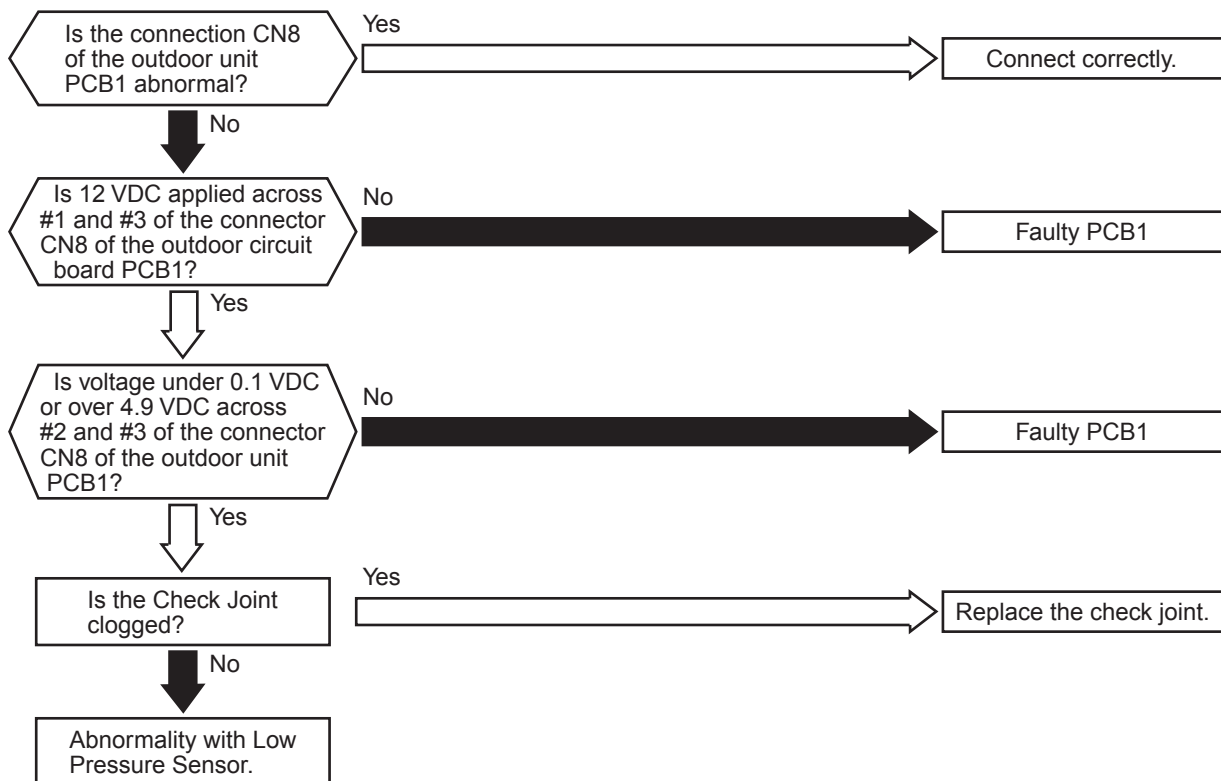 Is the connection CN8
of the outdoor unit
PCB1 abnormal?
Yes
Connect correctly.
No
Is 12 VDC applied across
#1 and #3 of the connector
CN8 of the outdoor circuit
board PCB1?
No
Faulty PCB1
Yes
Is voltage under 0.1 VDC
or over 4.9 VDC across
#2 and #3 of the connector
CN8 of the outdoor unit
PCB1?
No
Faulty PCB1
Yes
Is the Check Joint
clogged?
Yes
Replace the check joint.
No
Abnormality with Low
Pressure Sensor.